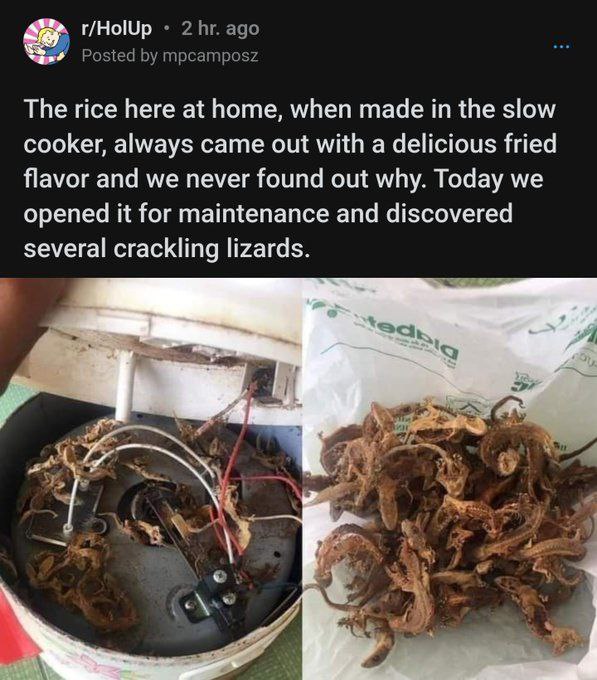 r/HolUp • 2 hr. ago
Posted by mpcamposz
The rice here at home, when made in the slow
cooker, always came out with a delicious fried
flavor and we never found out why. Today we
opened it for maintenance and discovered
several crackling lizards.